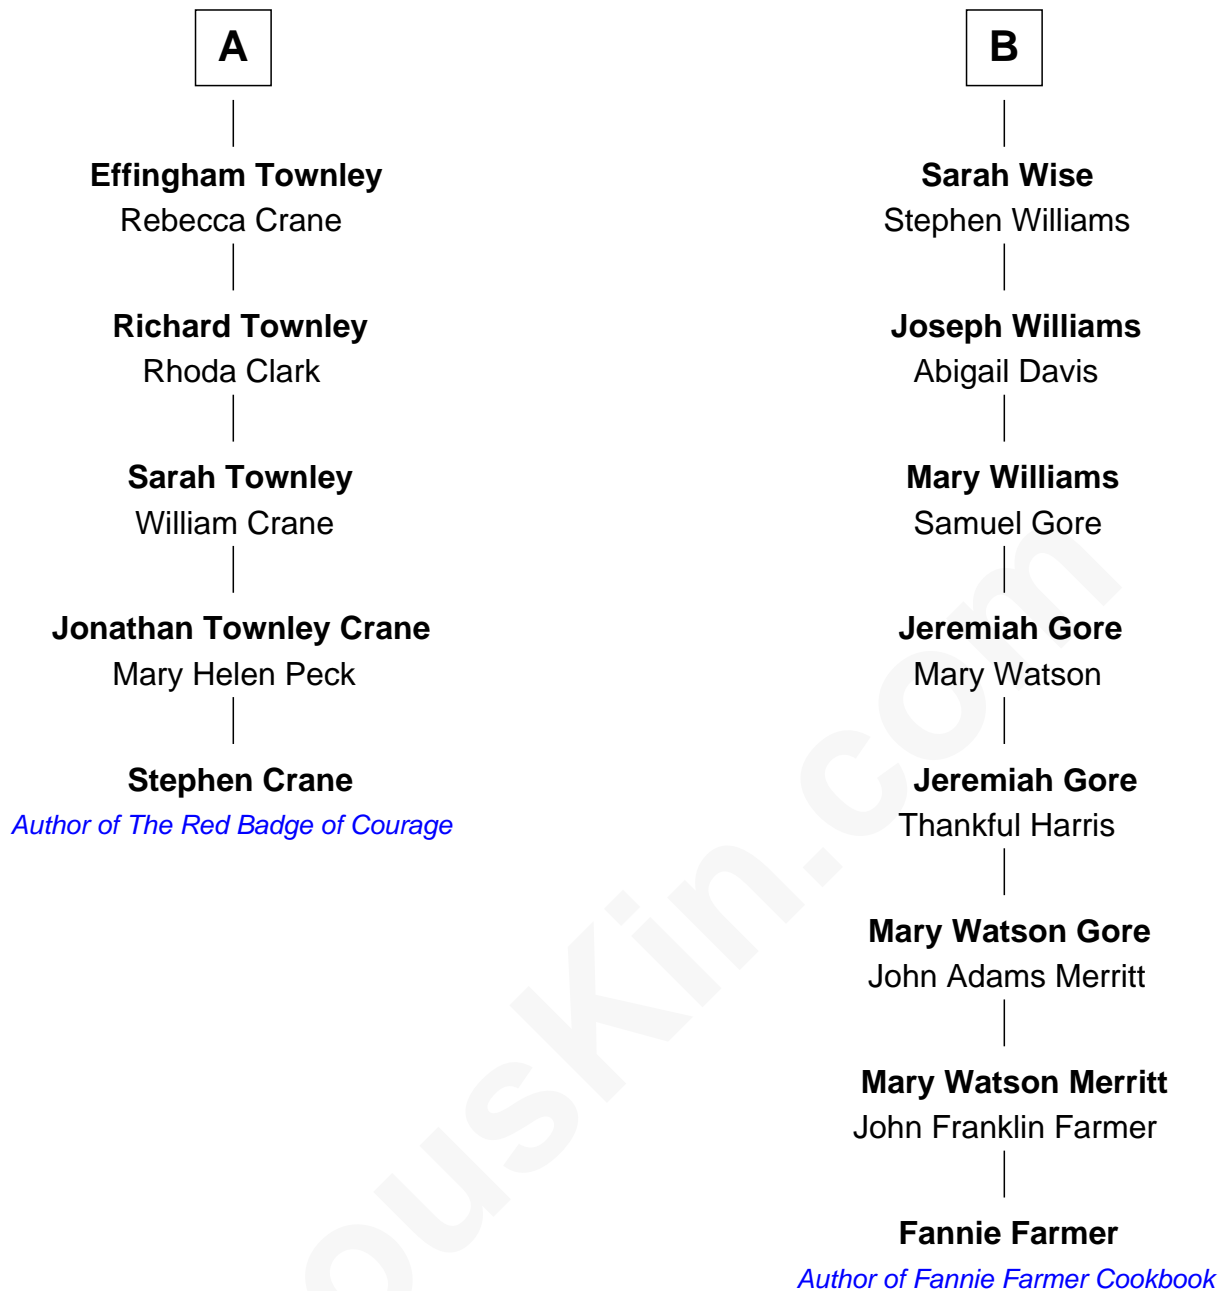 A
Effingham Townley
Rebecca Crane
Richard Townley
Rhoda Clark
Sarah Townley
William Crane
Jonathan Townley Crane
Mary Helen Peck
Stephen Crane
Author of The Red Badge of Courage
B
Sarah Wise
Stephen Williams
Joseph Williams
Abigail Davis
Mary Williams
Samuel Gore
Jeremiah Gore
Mary Watson
Jeremiah Gore
Thankful Harris
Mary Watson Gore
John Adams Merritt
Mary Watson Merritt
John Franklin Farmer
Fannie Farmer
Author of Fannie Farmer Cookbook
ousKin.com